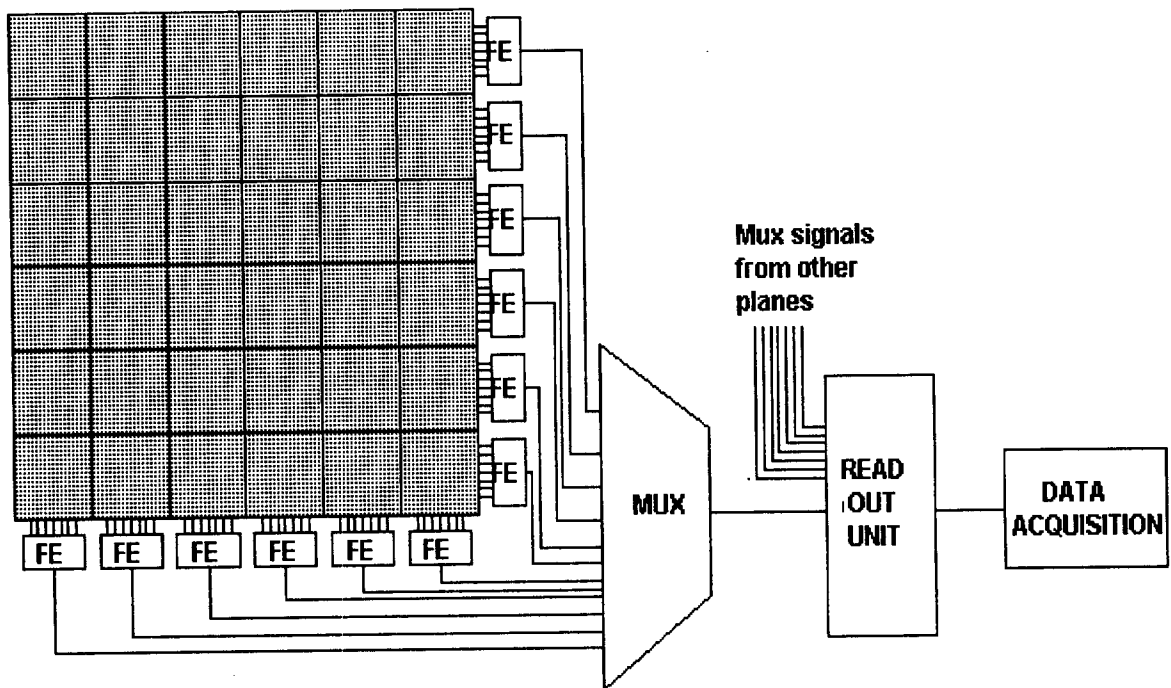 FE
FE
FE
FE
FE
FE
Mux signals
from other
planes
MUX
READ
OUT
UNIT
DATA
ACQUISITION
FE
FE
FE
FE
FE
FE